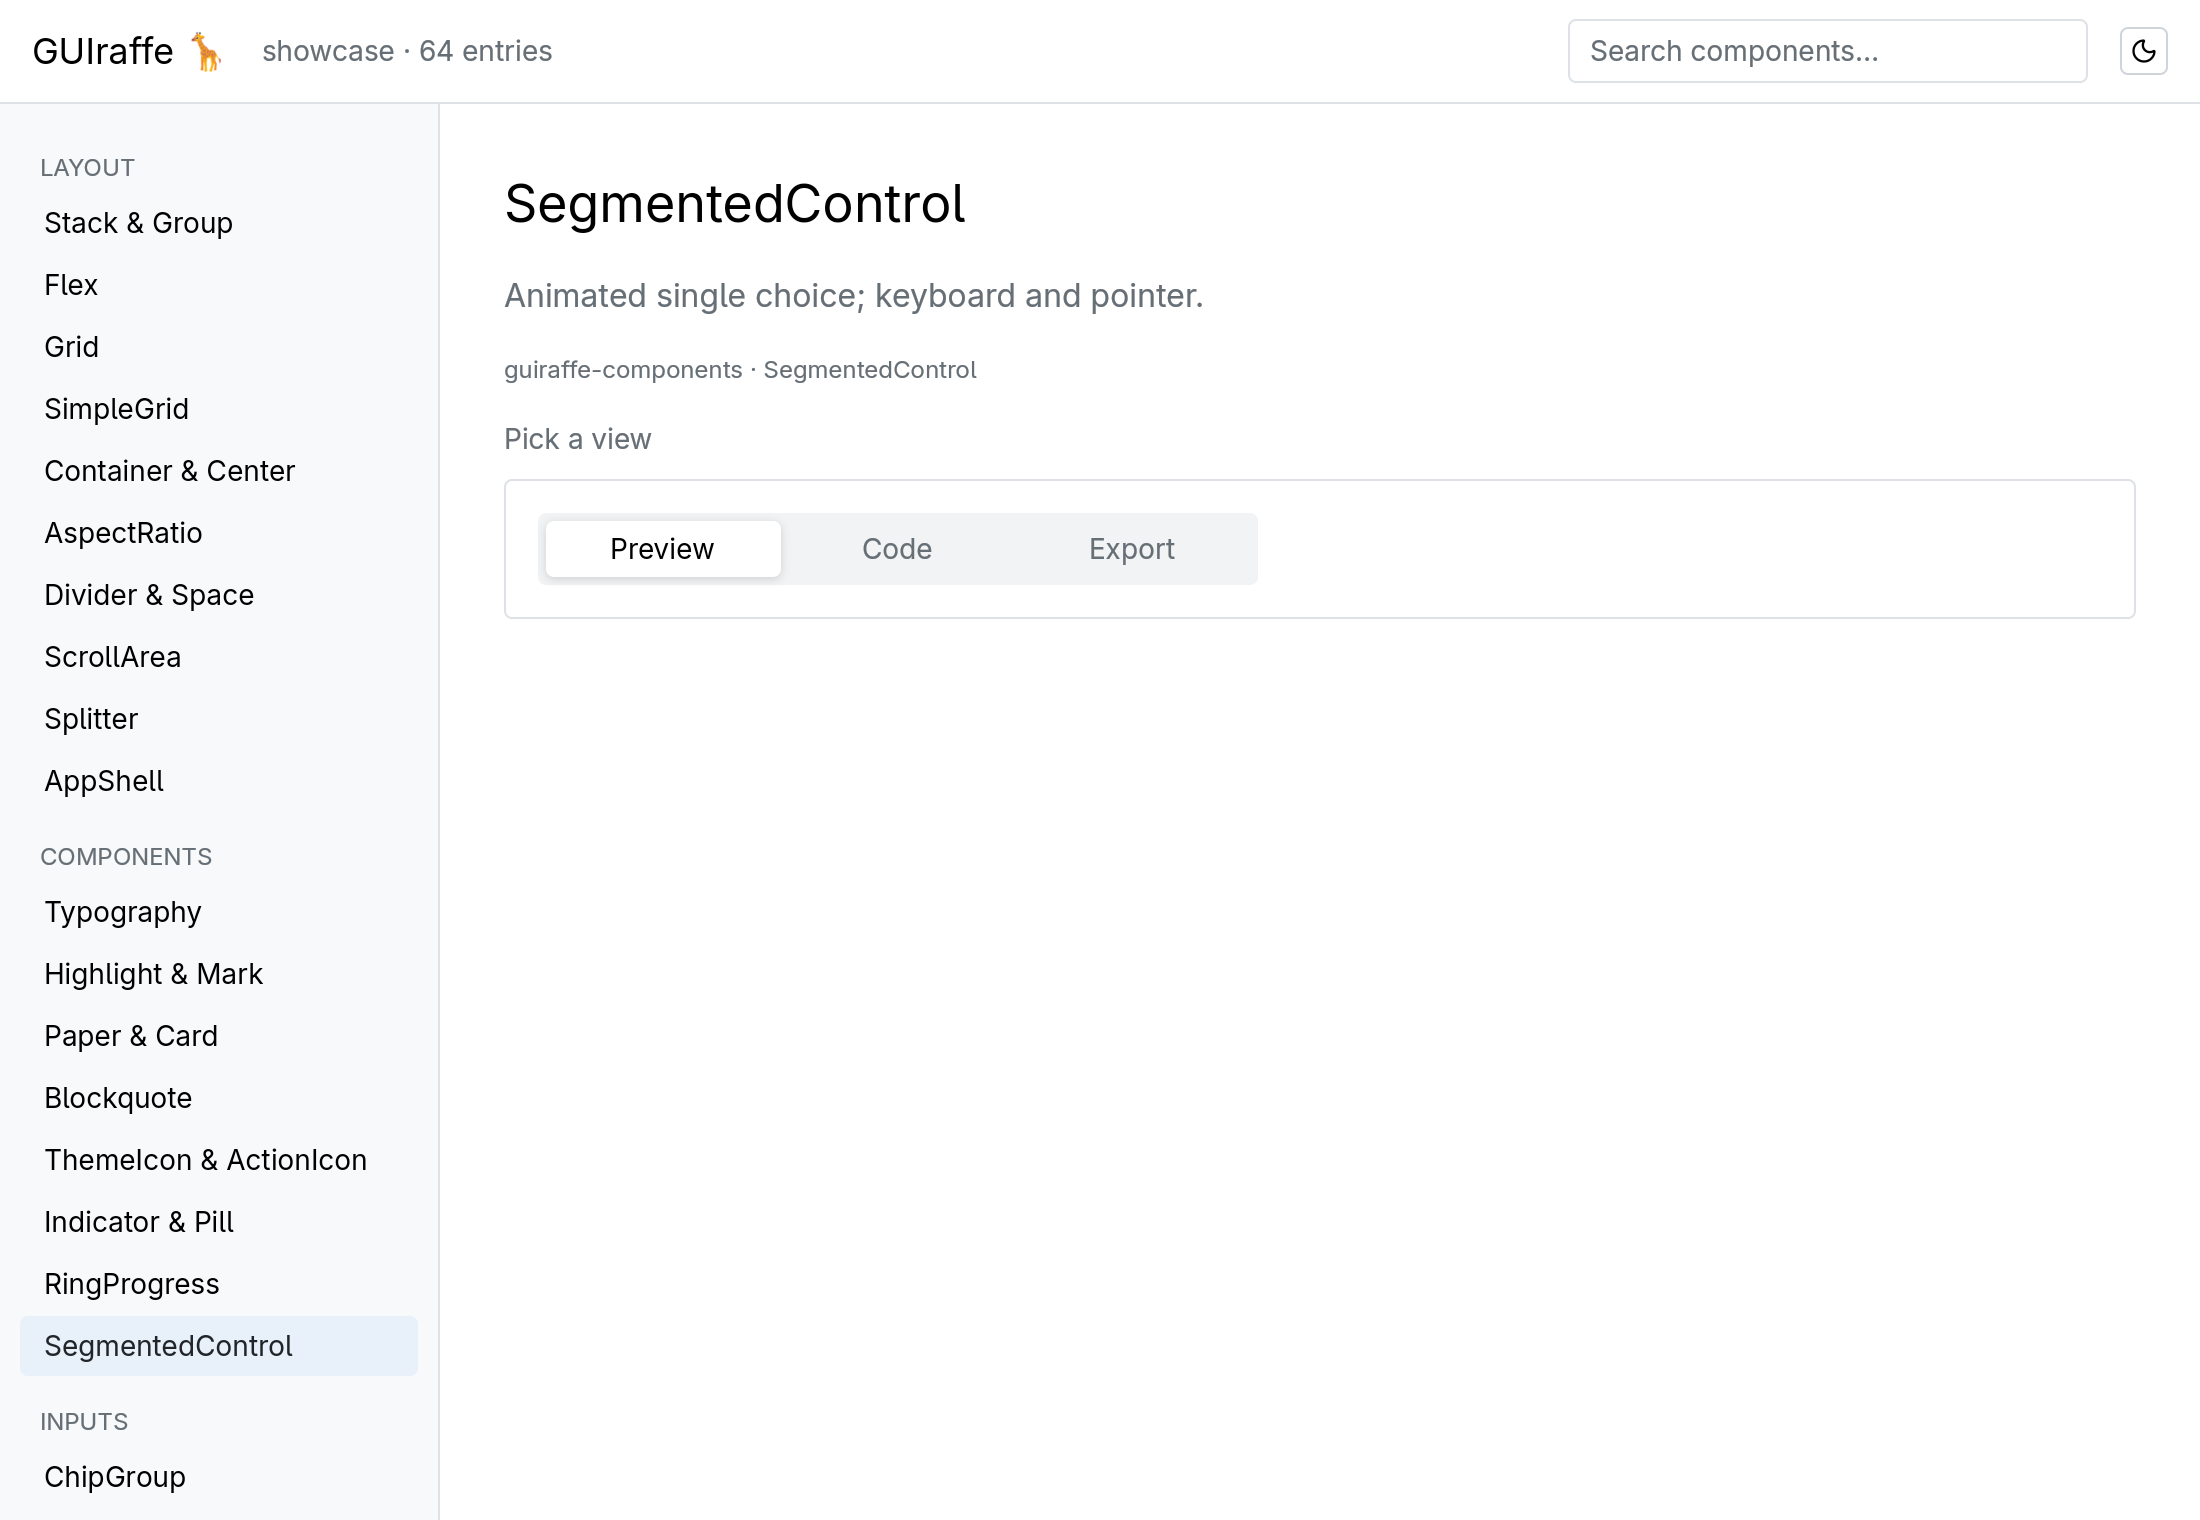 GUIraffe 🦒 showcase · 64 entries Search components...
LAYOUT
Stack & Group
Flex
Grid
SimpleGrid
Container & Center
AspectRatio
Divider & Space
ScrollArea
Splitter
AppShell
COMPONENTS
Typography
Highlight & Mark
Paper & Card
Blockquote
ThemeIcon & ActionIcon
Indicator & Pill
RingProgress
SegmentedControl
INPUTS
ChipGroup
SegmentedControl
Animated single choice; keyboard and pointer.
guiraffe-components · SegmentedControl
Pick a view
Preview Code Export